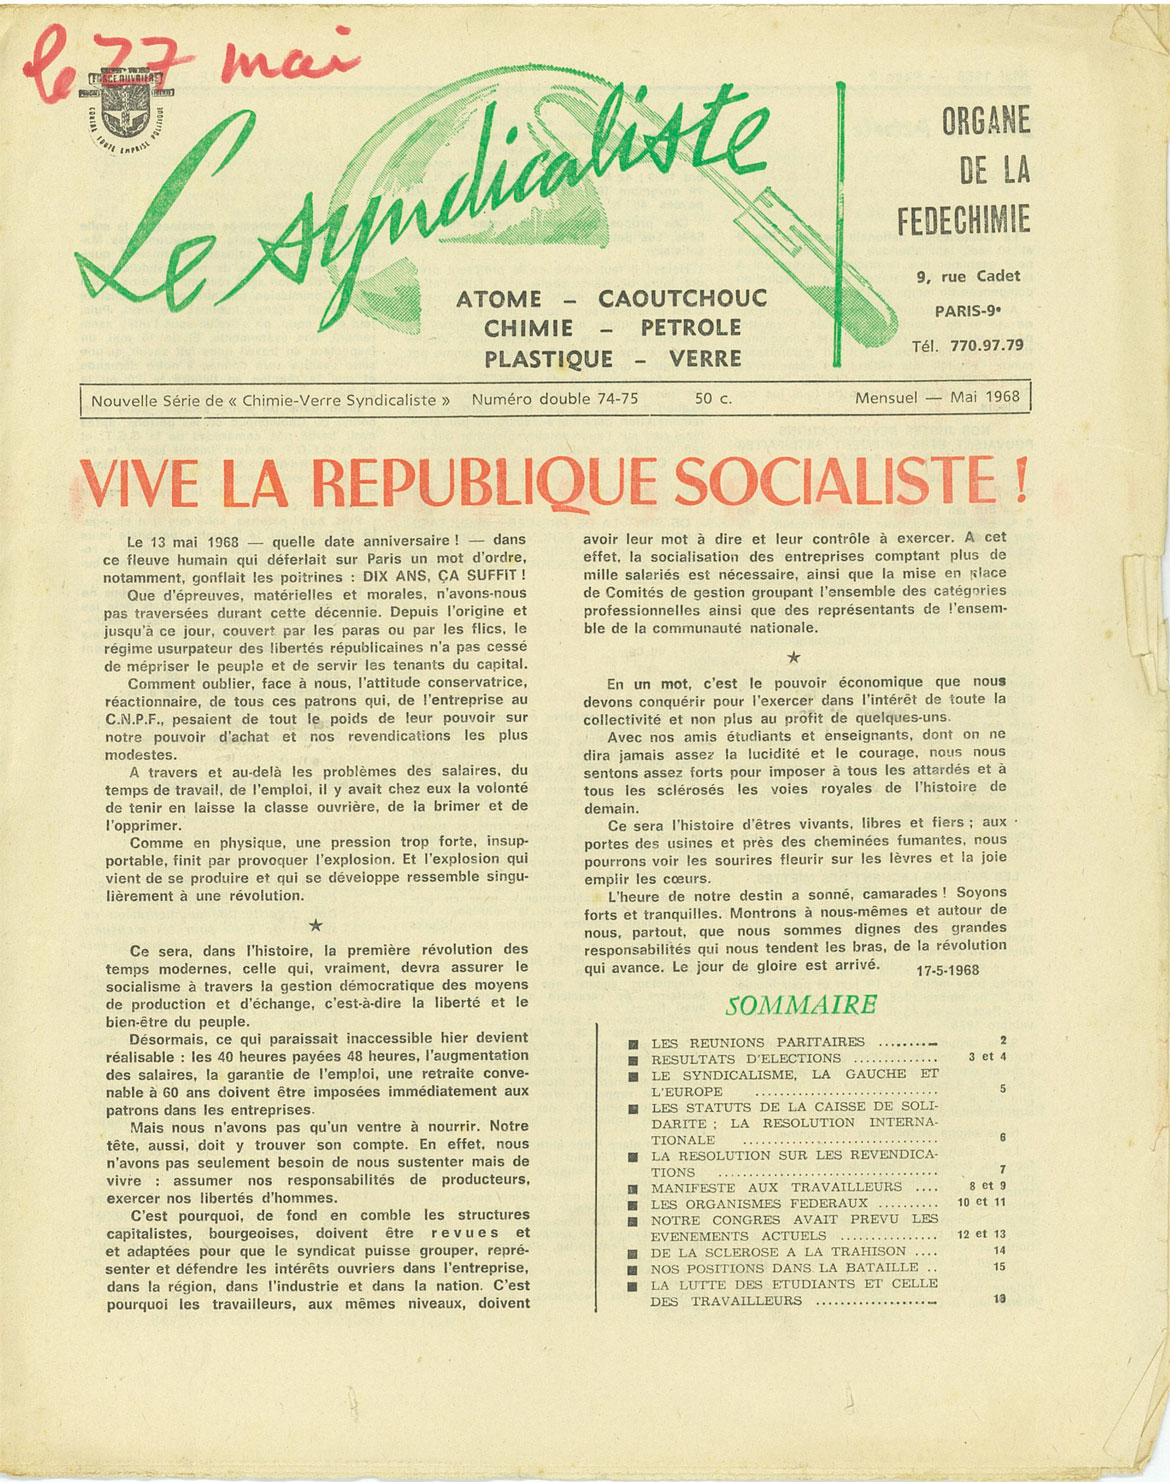 le 27 mai
FORCE OUVRIERE
CONTRE TOUTE EMPRISE POLITIQUE
Le Syndicaliste
ORGANE
DE LA
FEDECHIMIE
9, rue Cadet
PARIS-9e
Tél. 770.97.79
ATOME – CAOUTCHOUC
CHIMIE – PETROLE
PLASTIQUE – VERRE
Nouvelle Série de « Chimie-Verre Syndicaliste » Numéro double 74-75 50 c. Mensuel — Mai 1968
VIVE LA REPUBLIQUE SOCIALISTE !
Le 13 mai 1968 — quelle date anniversaire ! — dans
ce fleuve humain qui déferlait sur Paris un mot d'ordre,
notamment, gonflait les poitrines : DIX ANS, ÇA SUFFIT !
Que d'épreuves, matérielles et morales, n'avons-nous
pas traversées durant cette décennie. Depuis l'origine et
jusqu'à ce jour, couvert par les paras ou par les flics, le
régime usurpateur des libertés républicaines n'a pas cessé
de mépriser le peuple et de servir les tenants du capital.
Comment oublier, face à nous, l'attitude conservatrice,
réactionnaire, de tous ces patrons qui, de l'entreprise au
C.N.P.F., pesaient de tout le poids de leur pouvoir sur
notre pouvoir d'achat et nos revendications les plus
modestes.
A travers et au-delà les problèmes des salaires, du
temps de travail, de l'emploi, il y avait chez eux la volonté
de tenir en laisse la classe ouvrière, de la brimer et de
l'opprimer.
Comme en physique, une pression trop forte, insup-
portable, finit par provoquer l'explosion. Et l'explosion qui
vient de se produire et qui se développe ressemble singu-
lièrement à une révolution.
★
Ce sera, dans l'histoire, la première révolution des
temps modernes, celle qui, vraiment, devra assurer le
socialisme à travers la gestion démocratique des moyens
de production et d'échange, c'est-à-dire la liberté et le
bien-être du peuple.
Désormais, ce qui paraissait inaccessible hier devient
réalisable : les 40 heures payées 48 heures, l'augmentation
des salaires, la garantie de l'emploi, une retraite conve-
nable à 60 ans doivent être imposées immédiatement aux
patrons dans les entreprises.
Mais nous n'avons pas qu'un ventre à nourrir. Notre
tête, aussi, doit y trouver son compte. En effet, nous
n'avons pas seulement besoin de nous sustenter mais de
vivre : assumer nos responsabilités de producteurs,
exercer nos libertés d'hommes.
C'est pourquoi, de fond en comble les structures
capitalistes, bourgeoises, doivent être revues et
et adaptées pour que le syndicat puisse grouper, repré-
senter et défendre les intérêts ouvriers dans l'entreprise,
dans la région, dans l'industrie et dans la nation. C'est
pourquoi les travailleurs, aux mêmes niveaux, doivent
avoir leur mot à dire et leur contrôle à exercer. A cet
effet, la socialisation des entreprises comptant plus de
mille salariés est nécessaire, ainsi que la mise en place
de Comités de gestion groupant l'ensemble des catégories
professionnelles ainsi que des représentants de l'ensem-
ble de la communauté nationale.
★
En un mot, c'est le pouvoir économique que nous
devons conquérir pour l'exercer dans l'intérêt de toute la
collectivité et non plus au profit de quelques-uns.
Avec nos amis étudiants et enseignants, dont on ne
dira jamais assez la lucidité et le courage, nous nous
sentons assez forts pour imposer à tous les attardés et à
tous les sclérosés les voies royales de l'histoire de
demain.
Ce sera l'histoire d'êtres vivants, libres et fiers ; aux
portes des usines et près des cheminées fumantes, nous
pourrons voir les sourires fleurir sur les lèvres et la joie
emplir les cœurs.
L'heure de notre destin a sonné, camarades ! Soyons
forts et tranquilles. Montrons à nous-mêmes et autour de
nous, partout, que nous sommes dignes des grandes
responsabilités qui nous tendent les bras, de la révolution
qui avance. Le jour de gloire est arrivé. 17-5-1968
SOMMAIRE
■ LES REUNIONS PARITAIRES ......... 2
■ RESULTATS D'ELECTIONS .............. 3 et 4
■ LE SYNDICALISME, LA GAUCHE ET
L'EUROPE .............................. 5
■ LES STATUTS DE LA CAISSE DE SOLI-
DARITE ; LA RESOLUTION INTERNA-
TIONALE ................................ 6
■ LA RESOLUTION SUR LES REVENDICA-
TIONS .................................... 7
■ MANIFESTE AUX TRAVAILLEURS .... 8 et 9
■ LES ORGANISMES FEDERAUX .......... 10 et 11
■ NOTRE CONGRES AVAIT PREVU LES
EVENEMENTS ACTUELS ................ 12 et 13
■ DE LA SCLEROSE A LA TRAHISON .... 14
■ NOS POSITIONS DANS LA BATAILLE .. 15
■ LA LUTTE DES ETUDIANTS ET CELLE
DES TRAVAILLEURS ....................